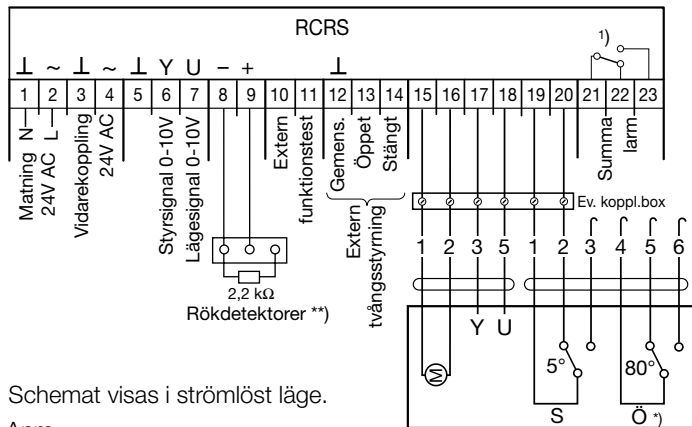 RCRS
⊥ ~ ⊥ ~ ⊥ Y U − + ⊥ 1)
1 2 3 4 5 6 7 8 9 10 11 12 13 14 15 16 17 18 19 20 21 22 23
Matning N
24V AC L
Vidarekoppling
24V AC
Styrsignal 0-10V
Lägesignal 0-10V
Extern
funktionstest
Gemens.
Öppet
Stängt
Extern
tvångsstyrning
Summa
larm
Ev. koppl.box
1 2 3 5 1 2 3 4 5 6
2,2 kΩ
Rökdetektorer **)
Y U
M
5° 80°
S Ö *)
Schemat visas i strömlöst läge.